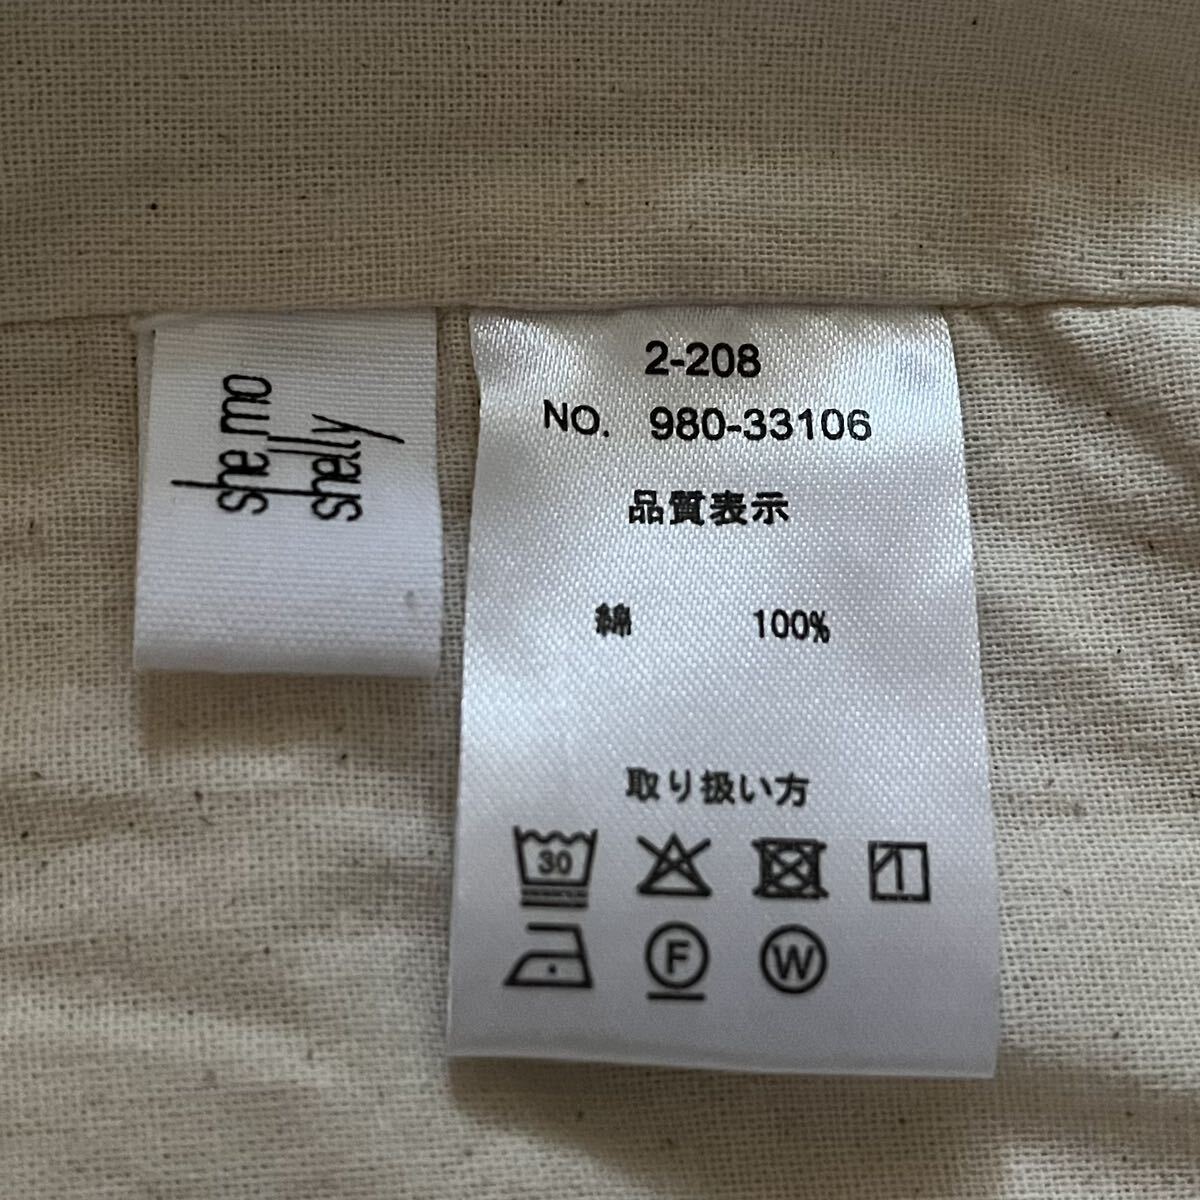 she mo
shelly
2-208
NO. 980-33106
品質表示
綿 100%
取り扱い方
30
F W